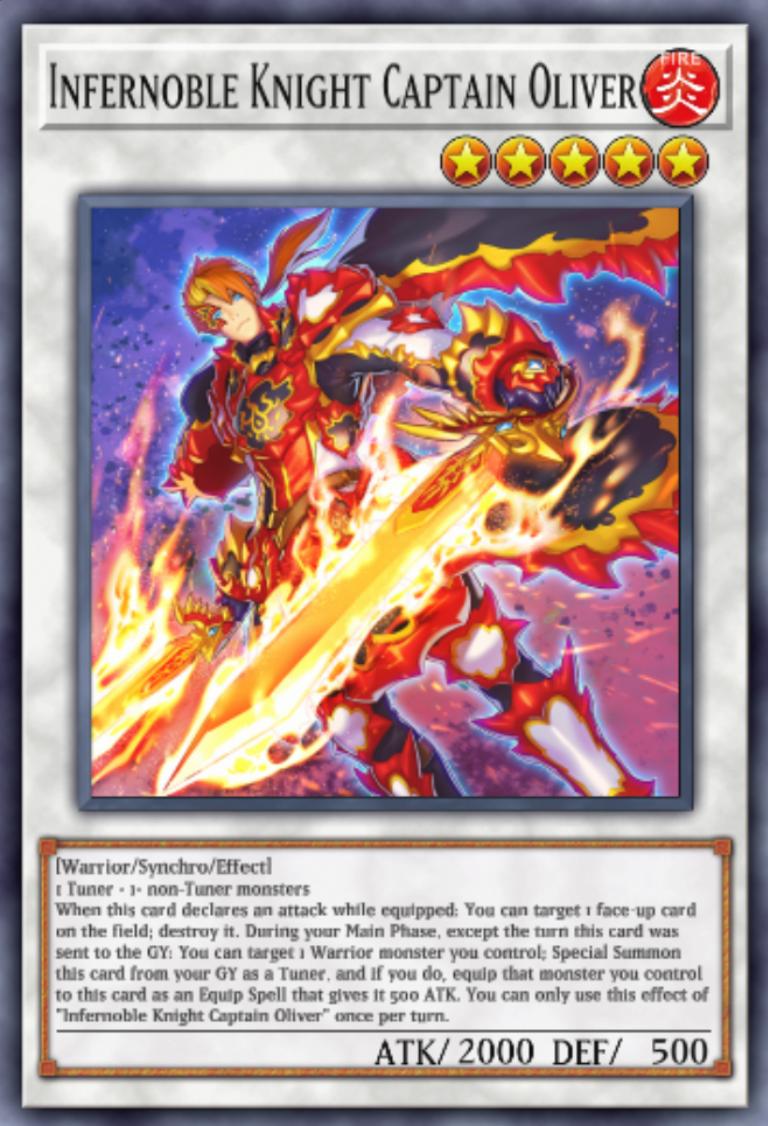 INFERNOBLE KNIGHT CAPTAIN OLIVER
FIRE
炎
[Warrior/Synchro/Effect]
1 Tuner + 1+ non-Tuner monsters
When this card declares an attack while equipped: You can target 1 face-up card
on the field; destroy it. During your Main Phase, except the turn this card was
sent to the GY: You can target 1 Warrior monster you control; Special Summon
this card from your GY as a Tuner, and if you do, equip that monster you control
to this card as an Equip Spell that gives it 500 ATK. You can only use this effect of
"Infernoble Knight Captain Oliver" once per turn.
ATK/ 2000 DEF/ 500